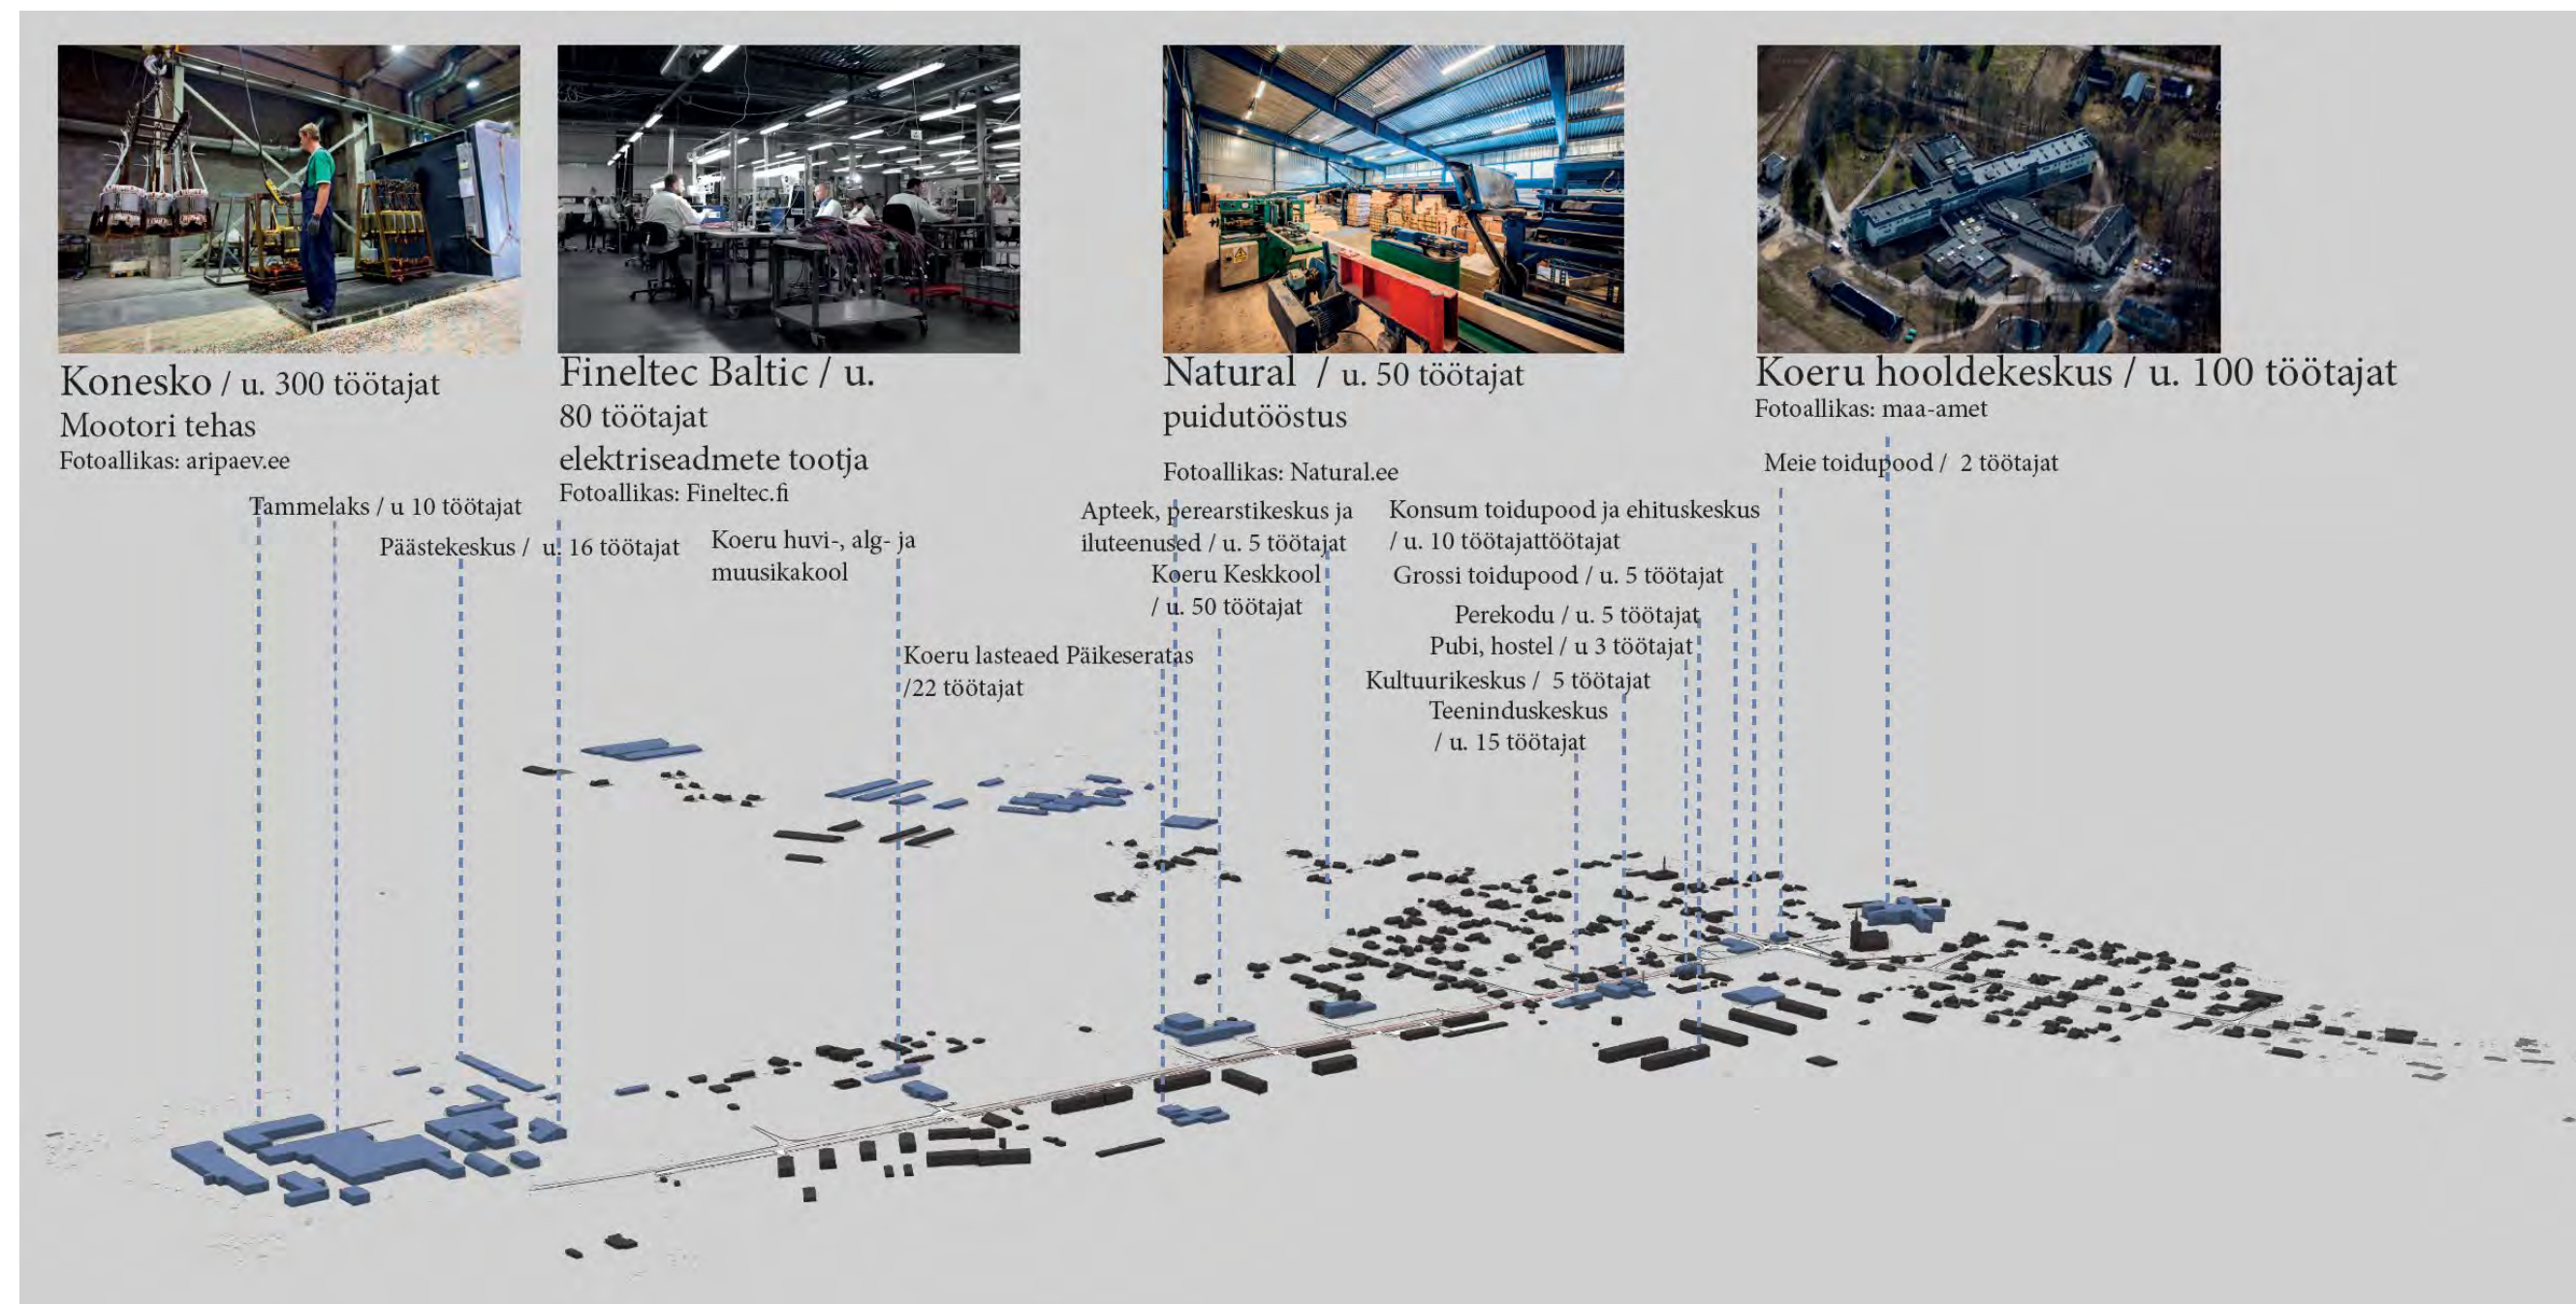 Konesko / u. 300 töötajat
Mootori tehas
Fotoallikas: aripaev.ee
Fineltec Baltic / u.
80 töötajat
elektriseadmete tootja
Fotoallikas: Fineltec.fi
Natural / u. 50 töötajat
puidutööstus
Fotoallikas: Natural.ee
Koeru hooldekeskus / u. 100 töötajat
Fotoallikas: maa-amet
Meie toidupood / 2 töötajat
Tammelaks / u 10 töötajat
Päästekeskus / u. 16 töötajat
Koeru huvi-, alg- ja
muusikakool
Apteek, perearstikeskus ja
iluteenused / u. 5 töötajat
Koeru Keskkool
/ u. 50 töötajat
Konsum toidupood ja ehituskeskus
/ u. 10 töötajattöötajat
Grossi toidupood / u. 5 töötajat
Perekodu / u. 5 töötajat
Pubi, hostel / u 3 töötajat
Koeru lasteaed Päikeseratas
/22 töötajat
Kultuurikeskus / 5 töötajat
Teeninduskeskus
/ u. 15 töötajat